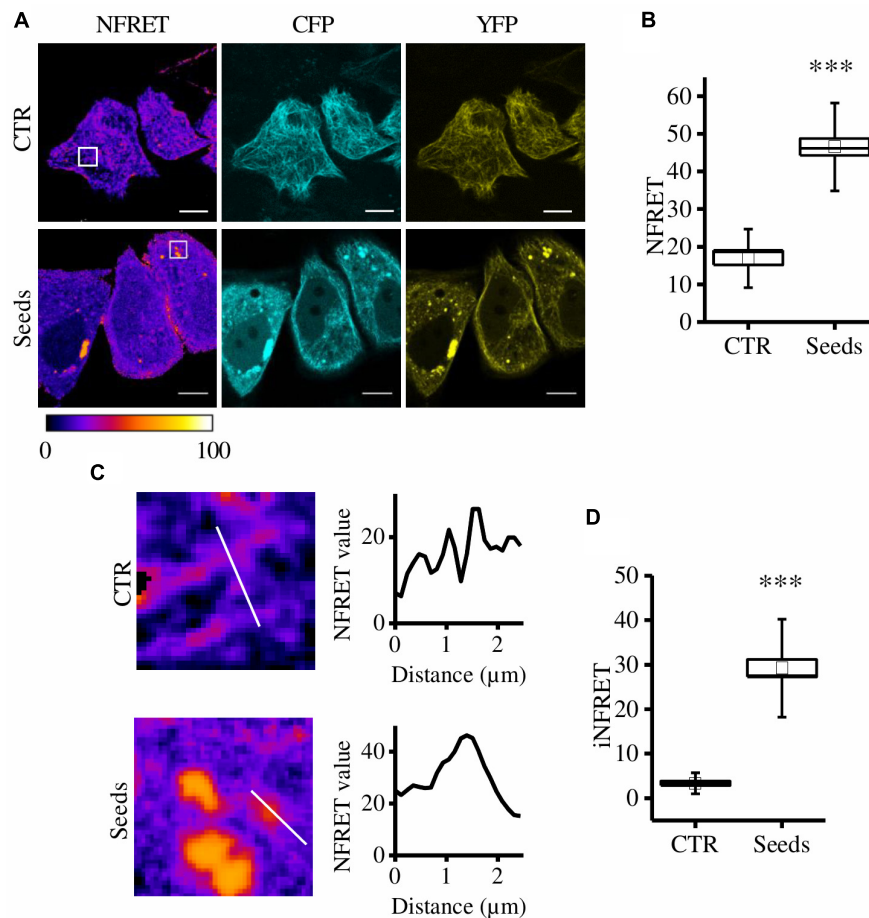 A
NFRET CFP YFP
CTR
Seeds
0 100
B
***
NFRET
60
50
40
30
20
10
0
CTR Seeds
C
CTR
NFRET value
20
0
0 1 2
Distance (µm)
Seeds
NFRET value
40
20
0
0 1 2
Distance (µm)
D
***
iNFRET
50
40
30
20
10
0
CTR Seeds